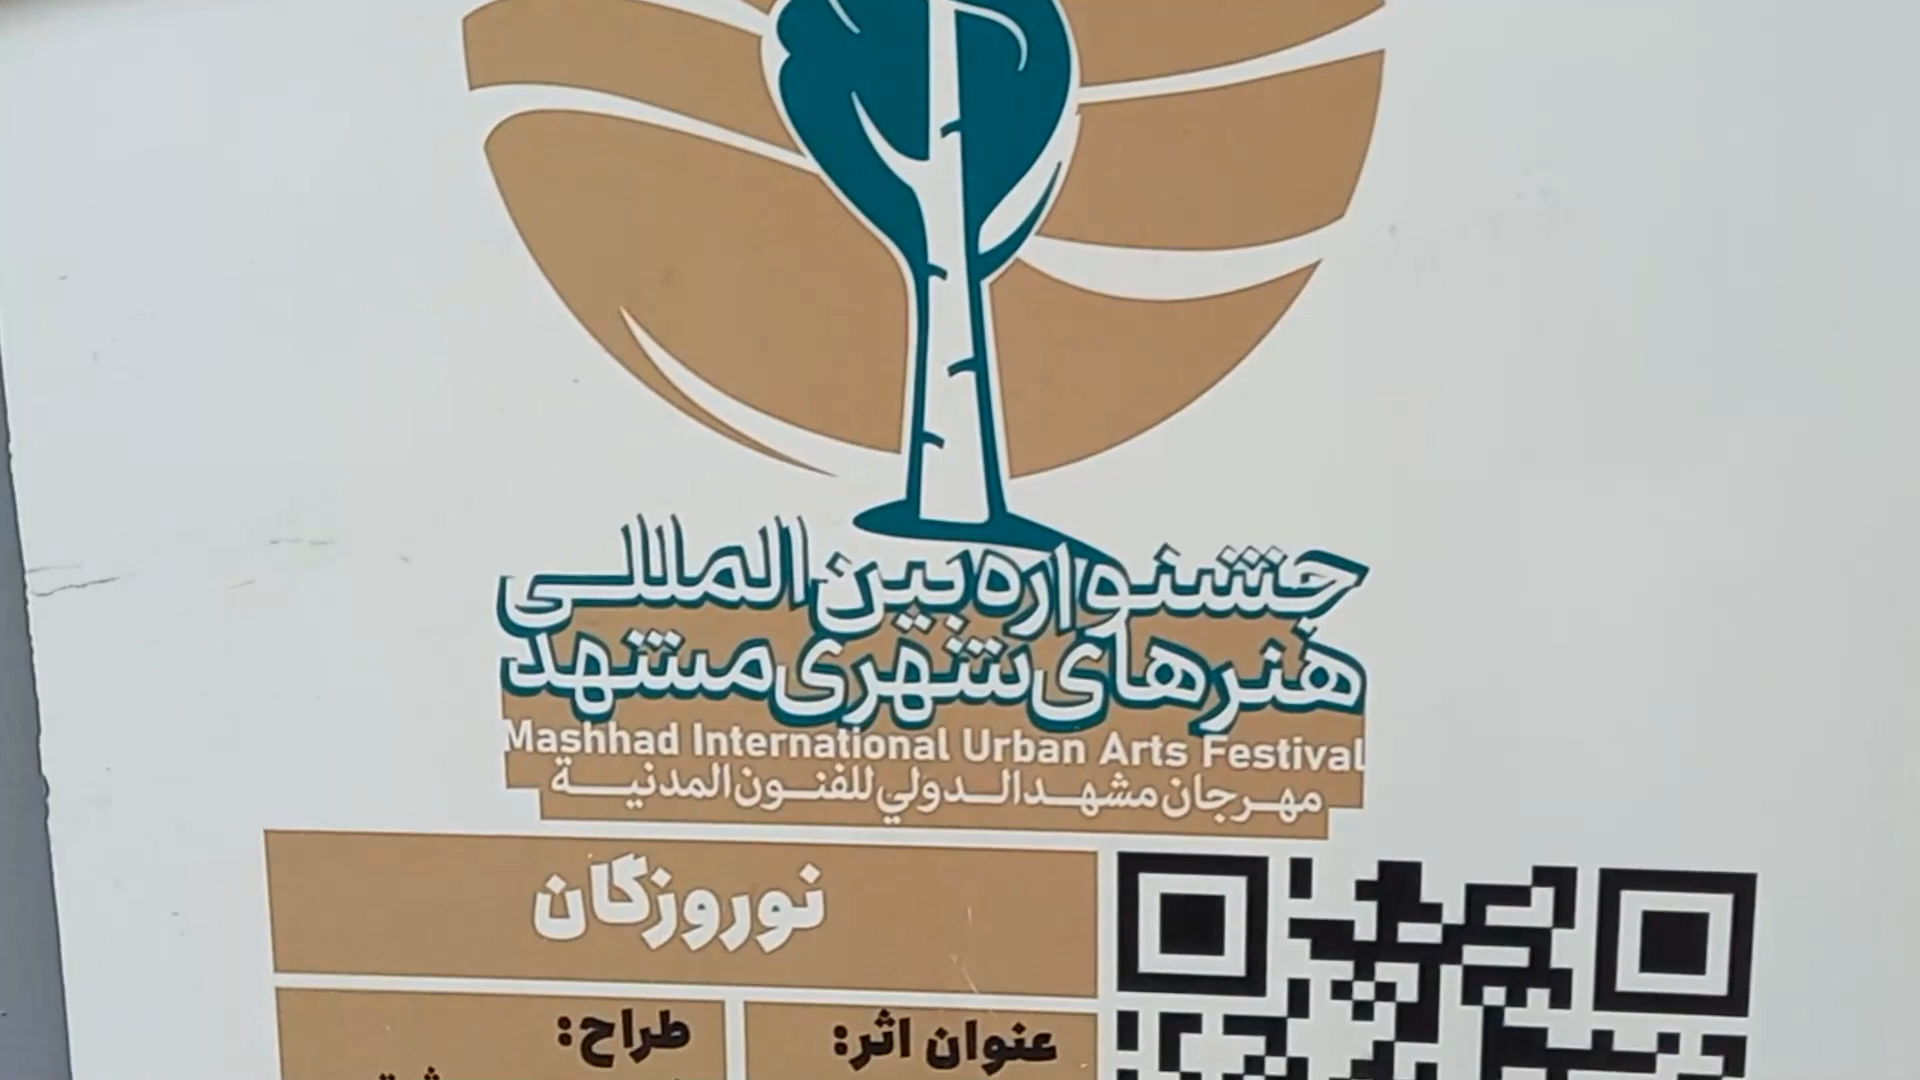 جشنواره بین المللی
هنرهای شهری مشهد
Mashhad International Urban Arts Festival
مهرجان مشهد الدولي للفنون المدنية
نوروزگان
عنوان اثر:
طراح: